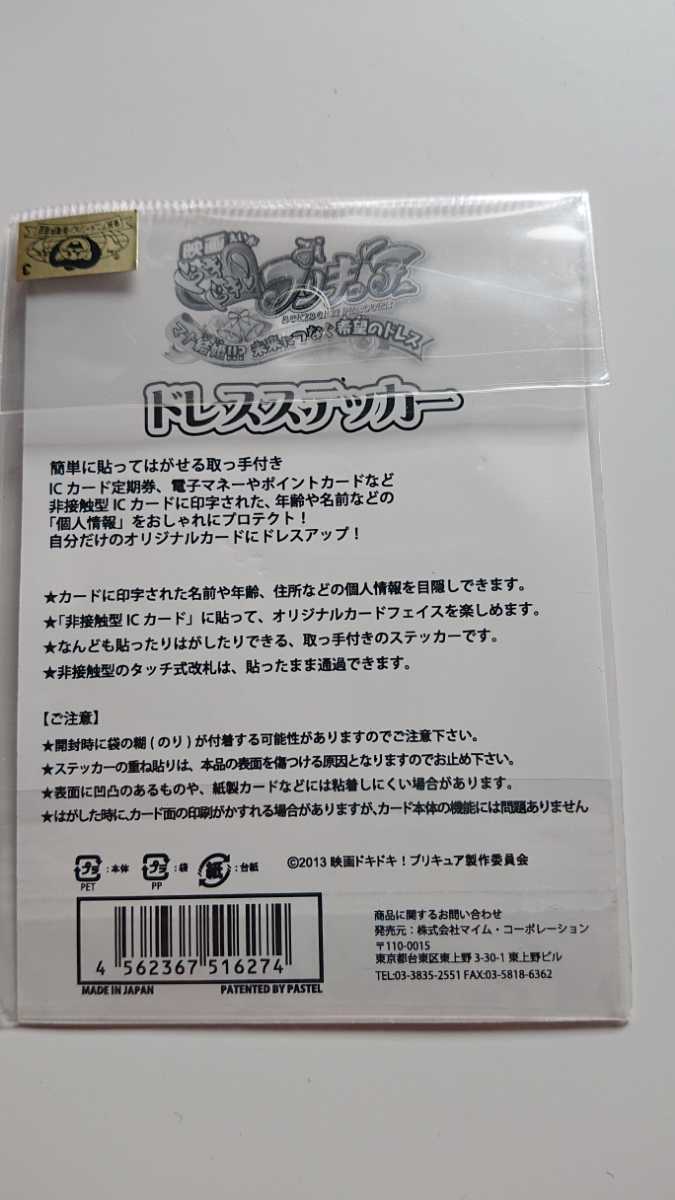 映画
ドキドキ!
プリキュア
マナ結婚!!? 未来につなぐ希望のドレス
ドレスステッカー
簡単に貼ってはがせる取っ手付き
ICカード定期券、電子マネーやポイントカードなど
非接触型ICカードに印字された、年齢や名前などの
「個人情報」をおしゃれにプロテクト!
自分だけのオリジナルカードにドレスアップ!
★カードに印字された名前や年齢、住所などの個人情報を目隠しできます。
★「非接触型ICカード」に貼って、オリジナルカードフェイスを楽しめます。
★なんども貼ったりはがしたりできる、取っ手付きのステッカーです。
★非接触型のタッチ式改札は、貼ったまま通過できます。
【ご注意】
★開封時に袋の糊(のり)が付着する可能性がありますのでご注意下さい。
★ステッカーの重ね貼りは、本品の表面を傷つける原因となりますのでお止め下さい。
★表面に凹凸のあるものや、紙製カードなどには粘着しにくい場合があります。
★はがした時に、カード面の印刷がかすれる場合がありますが、カード本体の機能には問題ありません
プラ PET :本体 プラ PP :袋 紙 :台紙 ©2013 映画ドキドキ!プリキュア製作委員会
商品に関するお問い合わせ
発売元:株式会社マイム・コーポレーション
〒110-0015
東京都台東区東上野 3-30-1 東上野ビル
TEL:03-3835-2551 FAX:03-5818-6362
4 562367 516274
MADE IN JAPAN PATENTED BY PASTEL